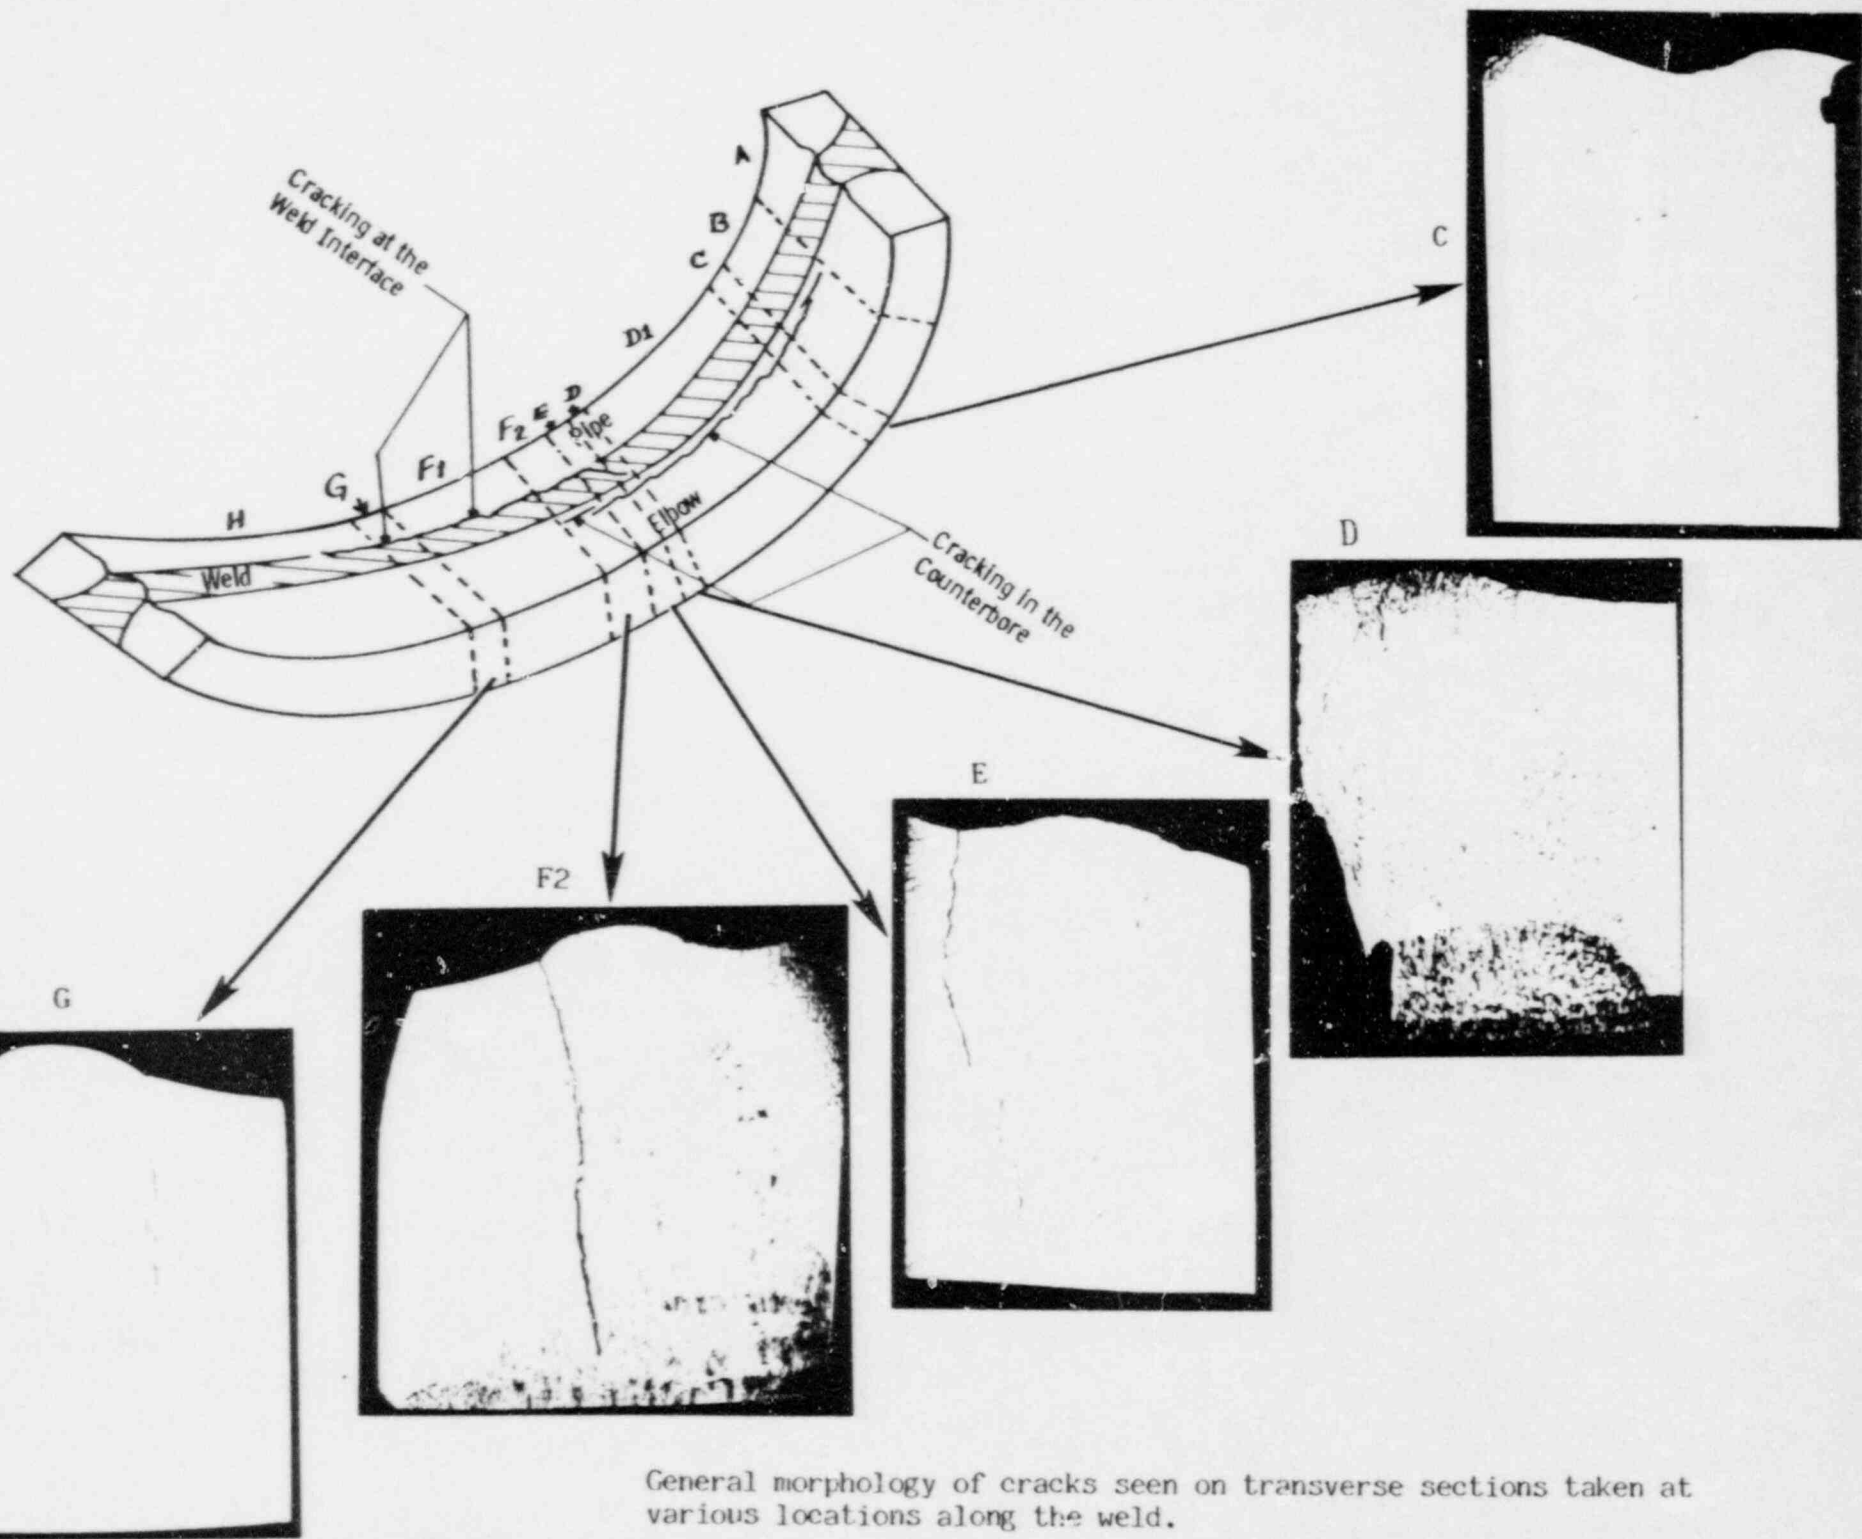 C
A
Cracking at the
Weld Interface
B
C
D1
D
E
F2
Pipe
D
F1
G
H
Elbow
Cracking in the
Counterbore
Weld
E
F2
G
General morphology of cracks seen on transverse sections taken at
various locations along the weld.